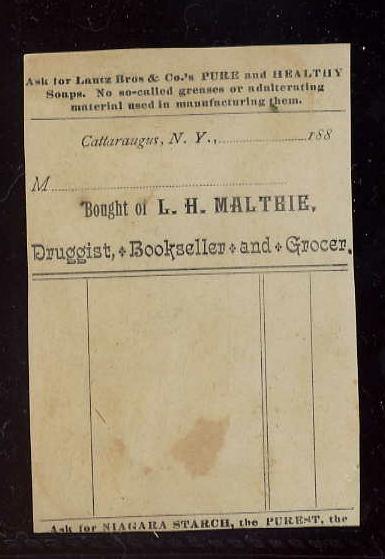 Ask for Lautz Bros & Co.'s PURE and HEALTHY
Soaps. No so-called greases or adulterating
material used in manufacturing them.
Cattaraugus, N. Y., 188
M
Bought of L. H. MALTBIE,
Druggist, Bookseller and Grocer.
Ask for NIAGARA STARCH, the PUREST, the